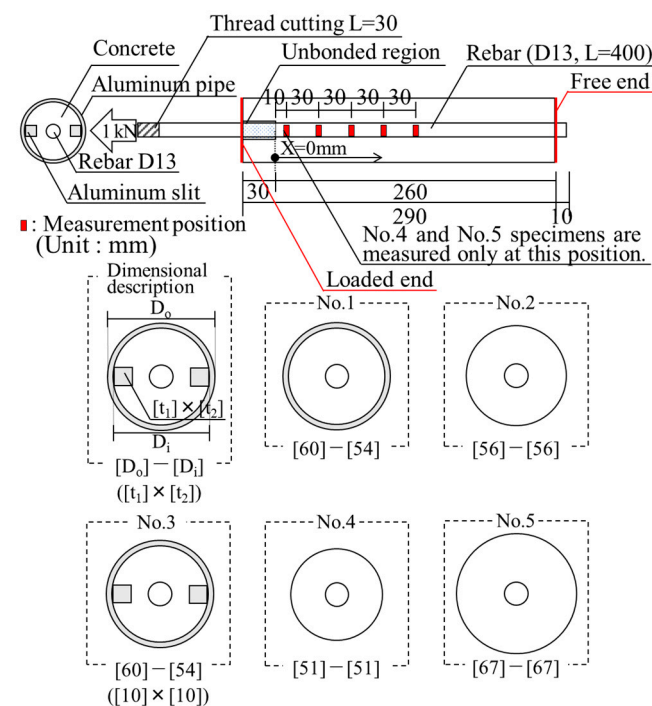 Thread cutting L=30
Concrete
Unbonded region
Rebar (D13, L=400)
Aluminum pipe
Free end
10 30 30 30 30
1 kN
X=0mm
Rebar D13
Aluminum slit
30 260
290 10
: Measurement position
(Unit : mm)
No.4 and No.5 specimens are
measured only at this position.
Loaded end
Dimensional
description
Dₒ
[t₁]×[t₂]
Dᵢ
[Dₒ]—[Dᵢ]
([t₁]×[t₂])
No.1
[60]—[54]
No.2
[56]—[56]
No.3
[60]—[54]
([10]×[10])
No.4
[51]—[51]
No.5
[67]—[67]